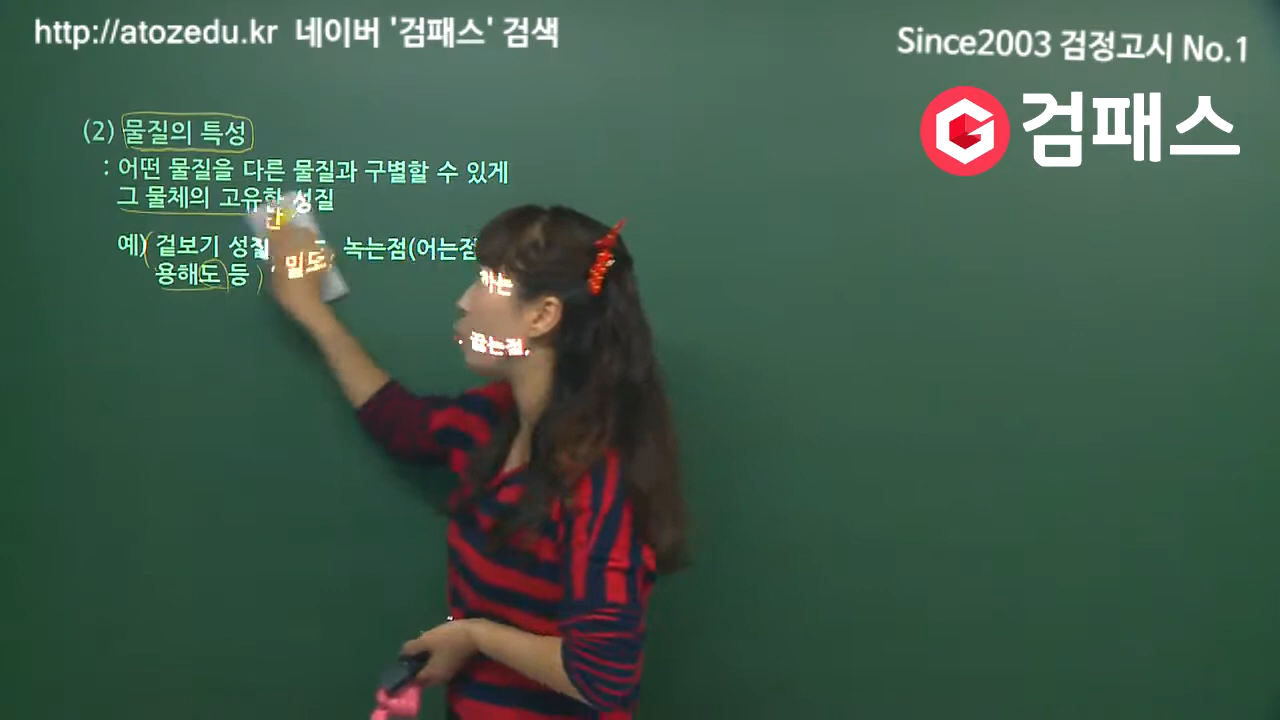 http://atozedu.kr 네이버 '검패스' 검색
Since2003 검정고시 No.1
검패스
(2) 물질의 특성
: 어떤 물질을 다른 물질과 구별할 수 있게 하는
그 물체의 고유한 성질
예) 겉보기 성질, 밀도, 녹는점(어는점), 끓는점,
용해도 등